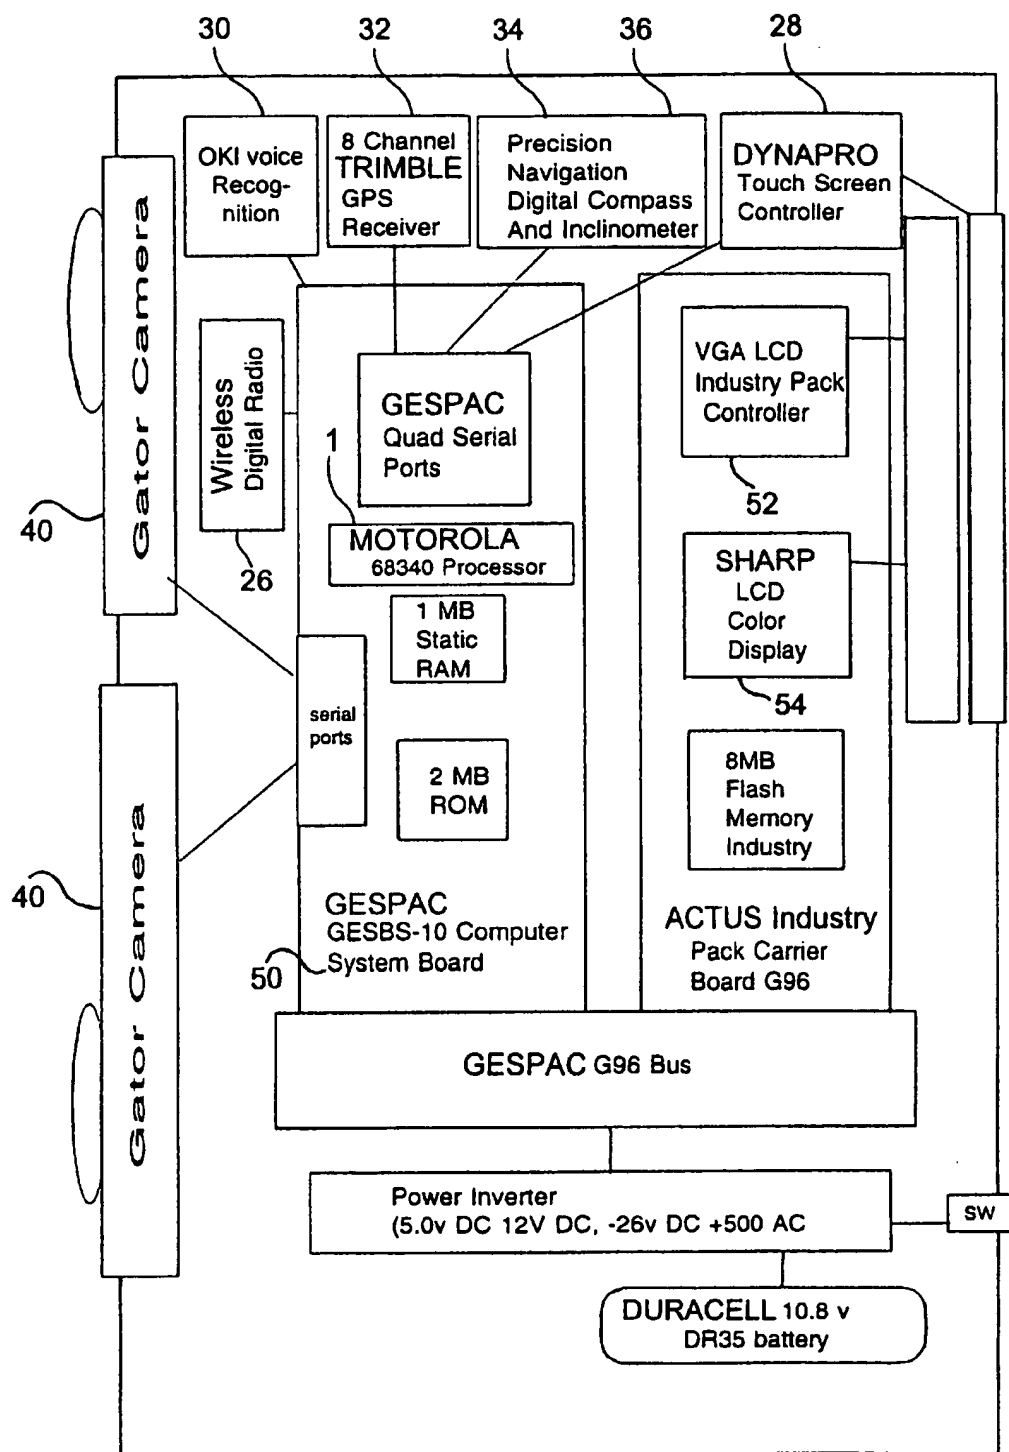 30
32
34
36
28
OKI voice
Recog-
nition
8 Channel
TRIMBLE
GPS
Receiver
Precision
Navigation
Digital Compass
And Inclinometer
DYNAPRO
Touch Screen
Controller
Gator Camera
40
Wireless
Digital Radio
26
GESPAC
Quad Serial
Ports
1
MOTOROLA
68340 Processor
1 MB
Static
RAM
serial
ports
2 MB
ROM
GESPAC
GESBS-10 Computer
System Board
50
VGA LCD
Industry Pack
Controller
52
SHARP
LCD
Color
Display
54
8MB
Flash
Memory
Industry
ACTUS Industry
Pack Carrier
Board G96
Gator Camera
40
GESPAC G96 Bus
Power Inverter
(5.0v DC 12V DC, -26v DC +500 AC
SW
DURACELL 10.8 v
DR35 battery